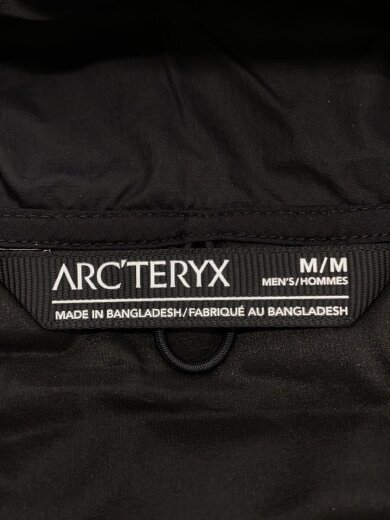 ARC'TERYX M/M
MEN'S/HOMMES
MADE IN BANGLADESH/FABRIQUÉ AU BANGLADESH